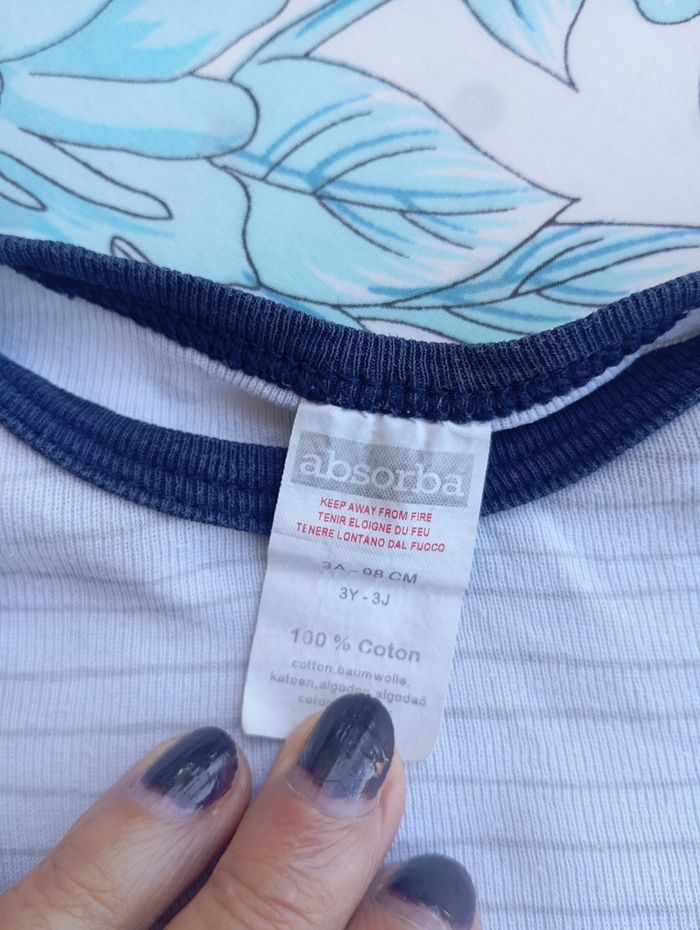 absorba
KEEP AWAY FROM FIRE
TENIR ELOIGNE DU FEU
TENERE LONTANO DAL FUOCO
3A - 98 CM
3Y - 3J
100 % Coton
cotton,baumwolle,
katoen,algodon,algodaõ